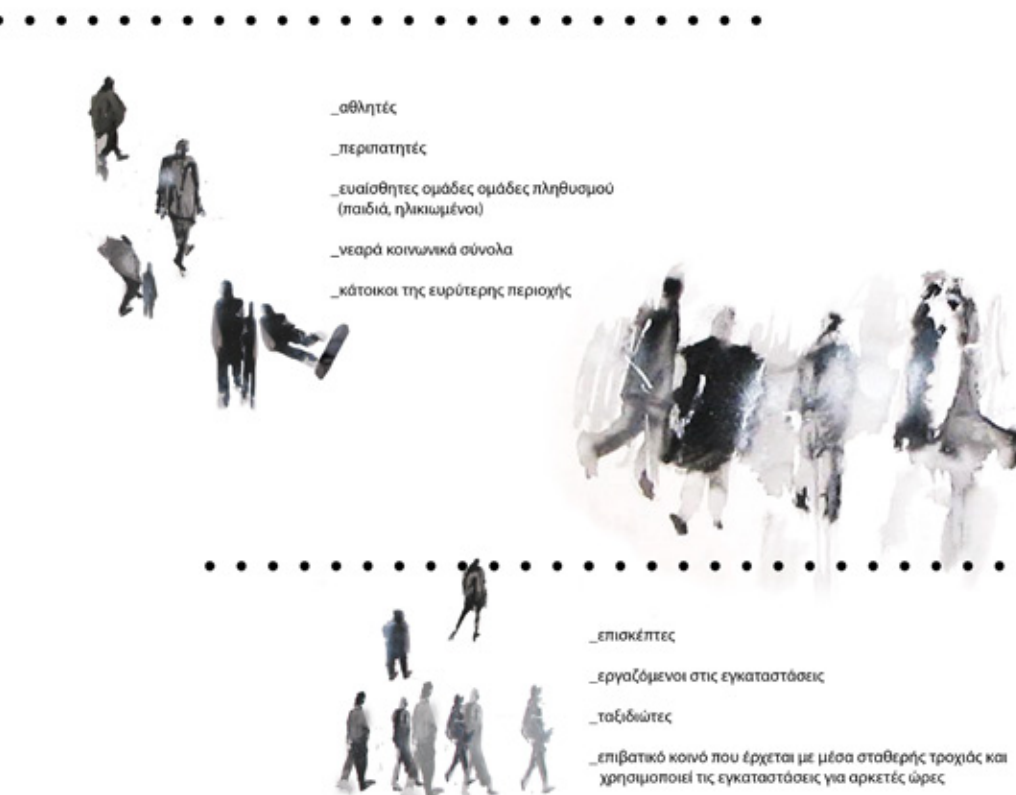 _αθλητές
_περιπατητές
_ευαίσθητες ομάδες ομάδες πληθυσμού
(παιδιά, ηλικιωμένοι)
_νεαρά κοινωνικά σύνολα
_κάτοικοι της ευρύτερης περιοχής
_επισκέπτες
_εργαζόμενοι στις εγκαταστάσεις
_ταξιδιώτες
_επιβατικό κοινό που έρχεται με μέσα σταθερής τροχιάς και
χρησιμοποιεί τις εγκαταστάσεις για αρκετές ώρες